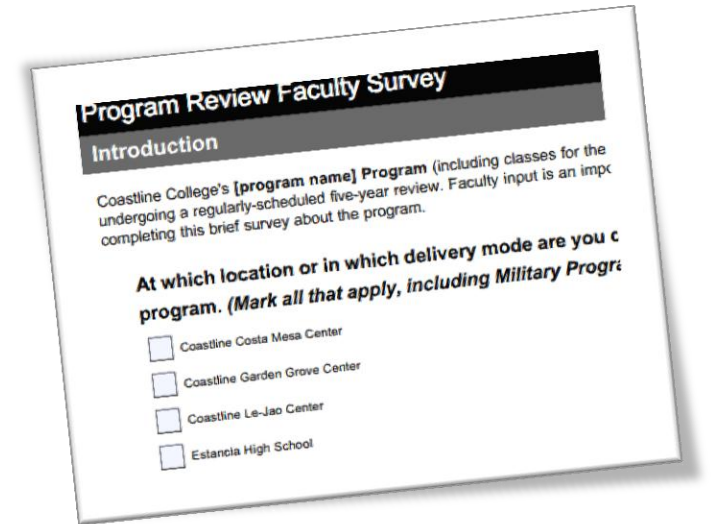 Program Review Faculty Survey
Introduction
Coastline College's [program name] Program (including classes for the
undergoing a regularly-scheduled five-year review. Faculty input is an
completing this brief survey about the program.
At which location or in which delivery mode are you
program. (Mark all that apply, including Military
Coastline Costa Mesa Center
Coastline Garden Grove Center
Coastline Le-Jao Center
Estancia High School